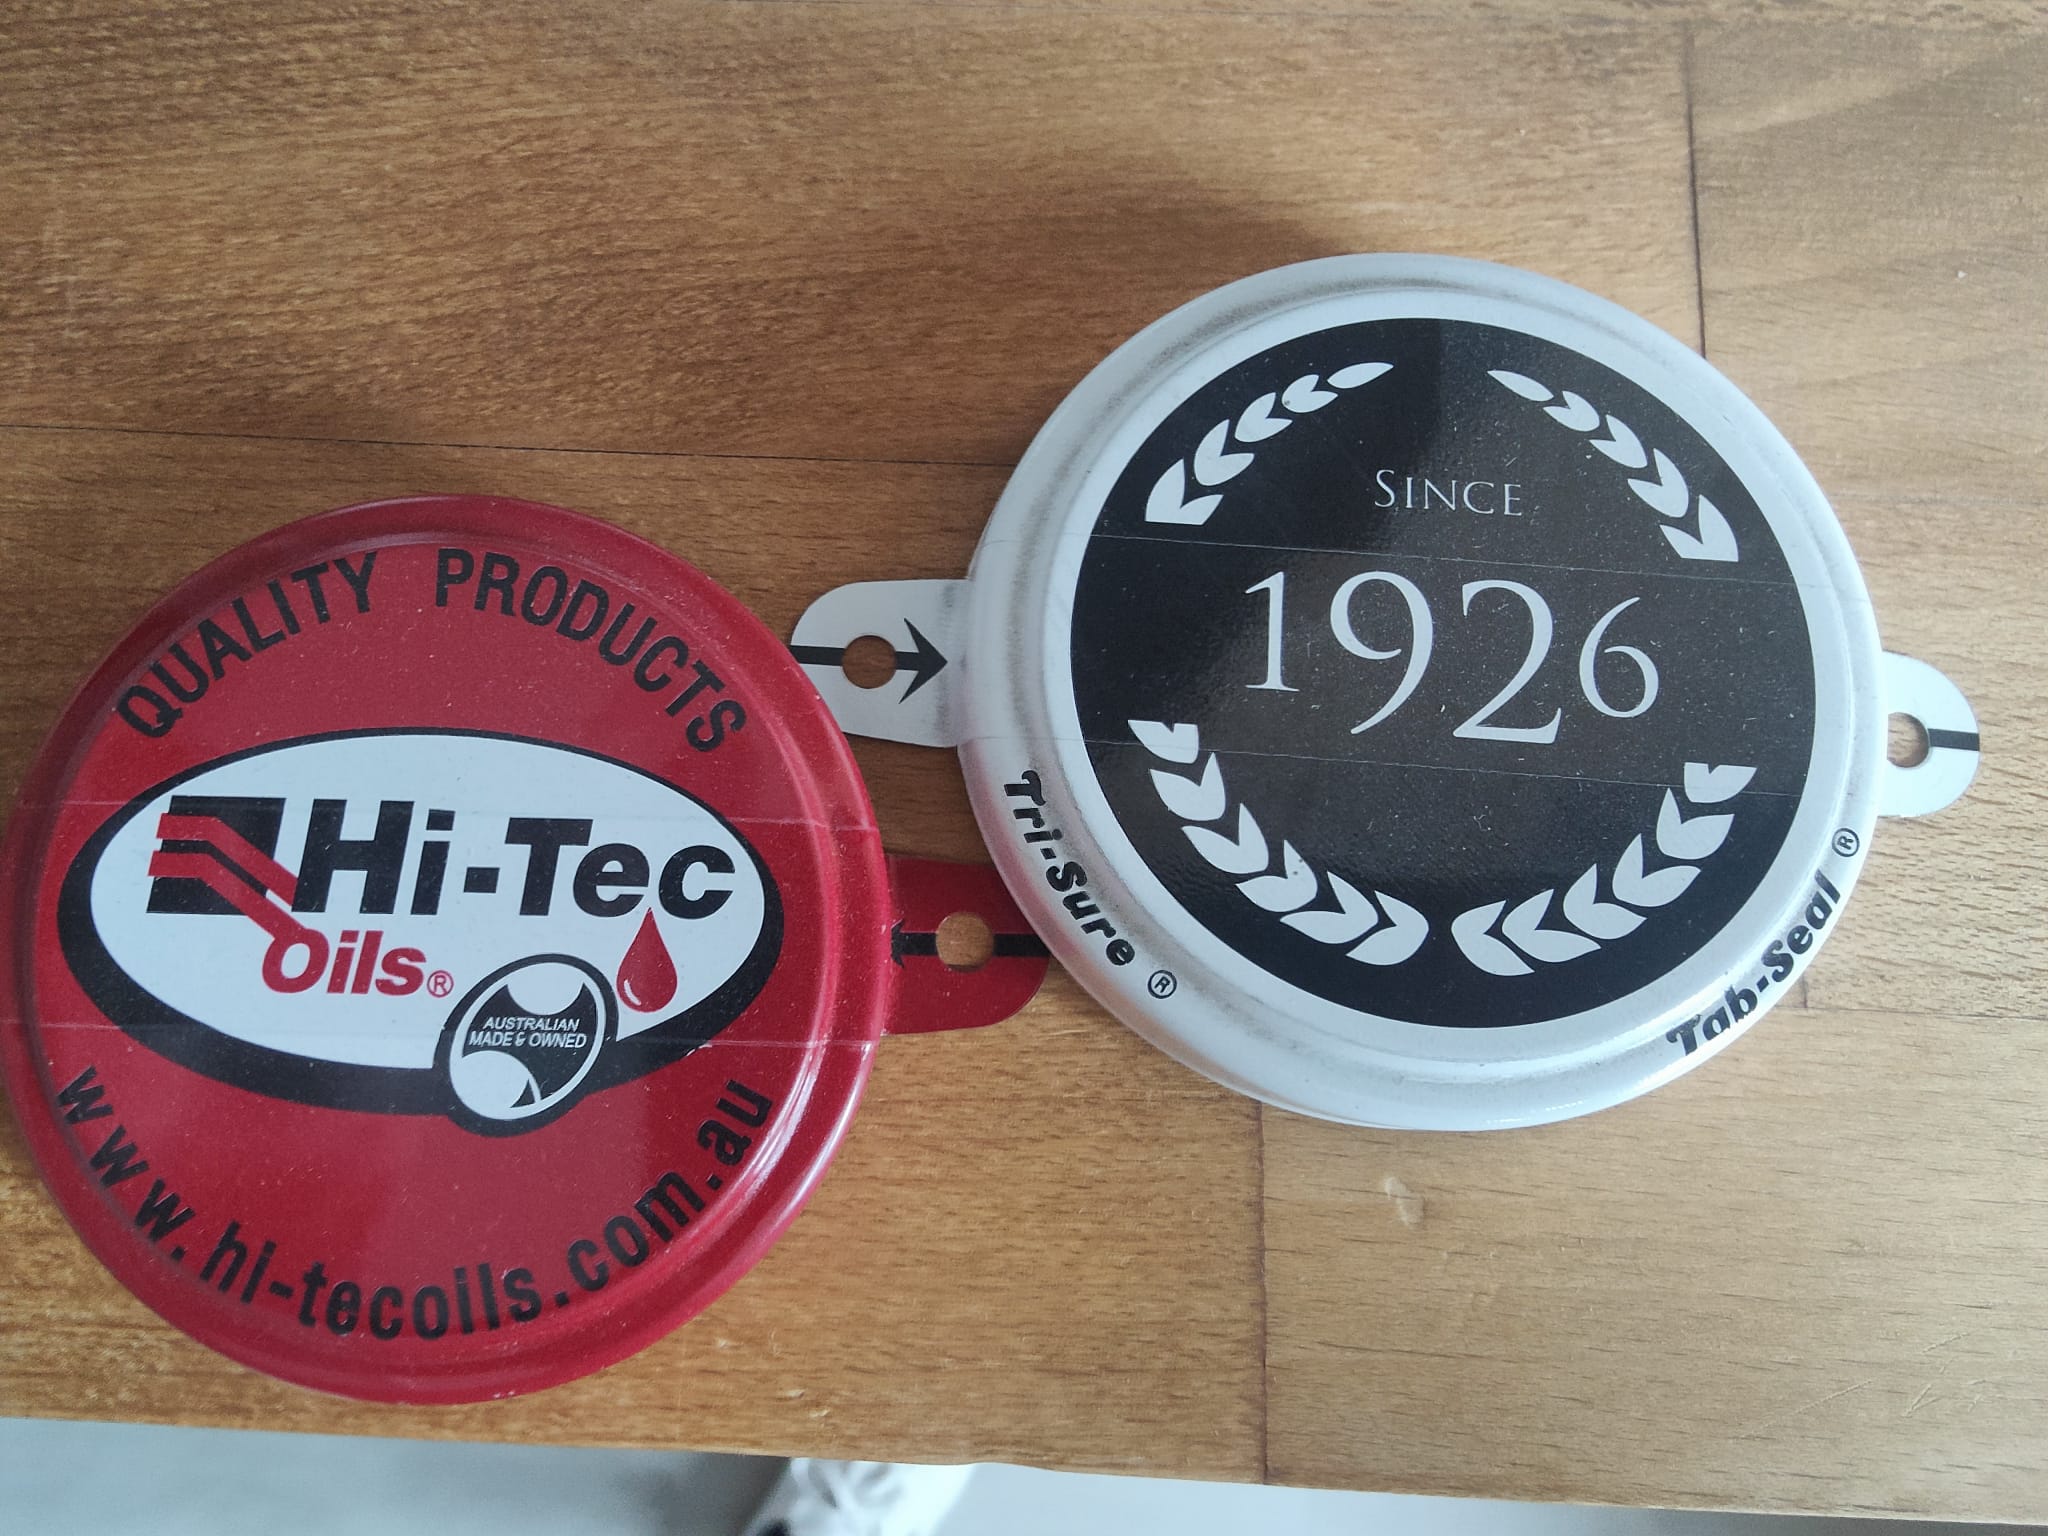 QUALITY PRODUCTS
Hi-Tec
Oils®
AUSTRALIAN
MADE & OWNED
www.hi-tecoils.com.au
SINCE
1926
Tri-Sure ®
Tab-Seal ®